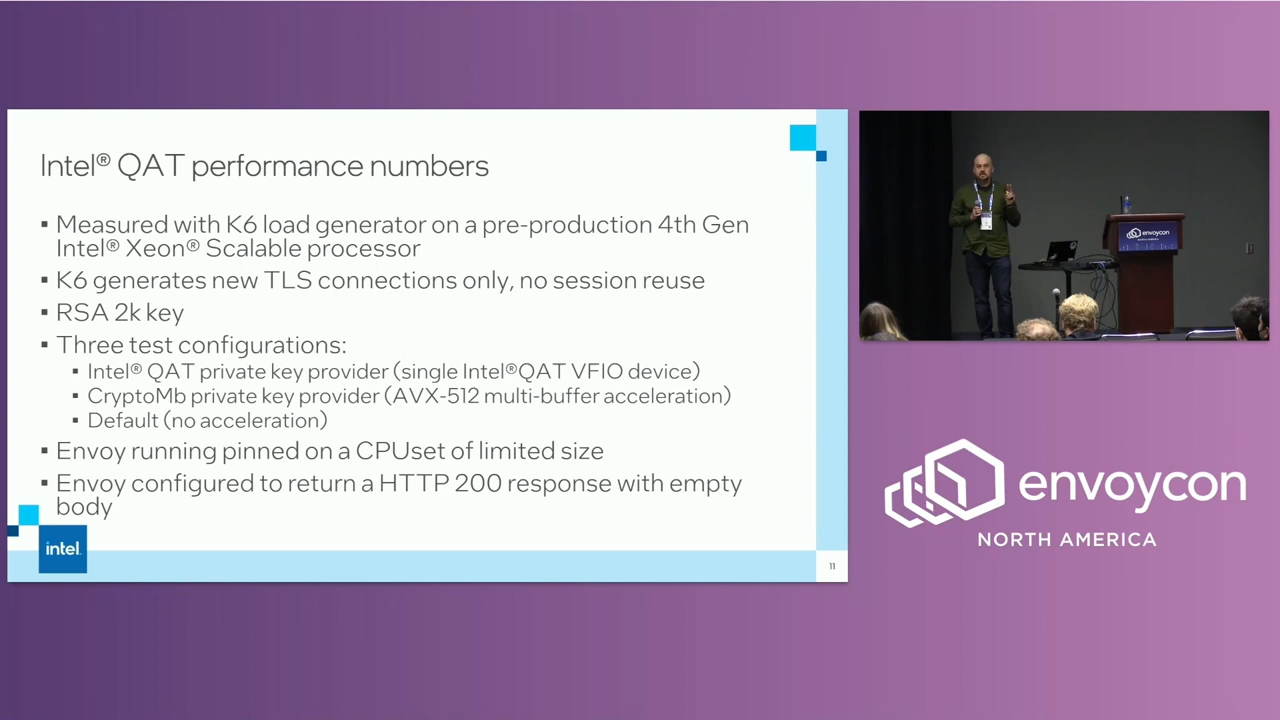 Intel® QAT performance numbers
▪ Measured with K6 load generator on a pre-production 4th Gen
Intel® Xeon® Scalable processor
▪ K6 generates new TLS connections only, no session reuse
▪ RSA 2k key
▪ Three test configurations:
▪ Intel® QAT private key provider (single Intel®QAT VFIO device)
▪ CryptoMb private key provider (AVX-512 multi-buffer acceleration)
▪ Default (no acceleration)
▪ Envoy running pinned on a CPUset of limited size
▪ Envoy configured to return a HTTP 200 response with empty
body
intel.
11
envoycon
envoycon
NORTH AMERICA